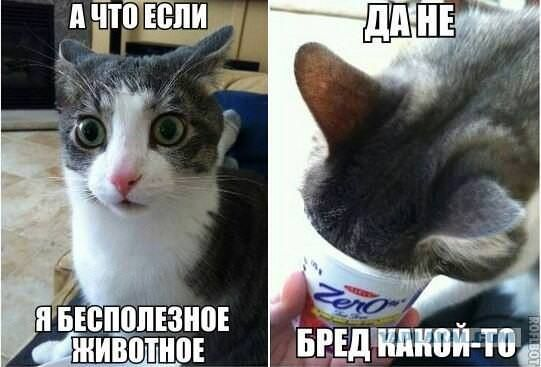 А ЧТО ЕСЛИ
Я БЕСПОЛЕЗНОЕ
ЖИВОТНОЕ
ДА НЕ
Zero
БРЕД КАКОЙ-ТО